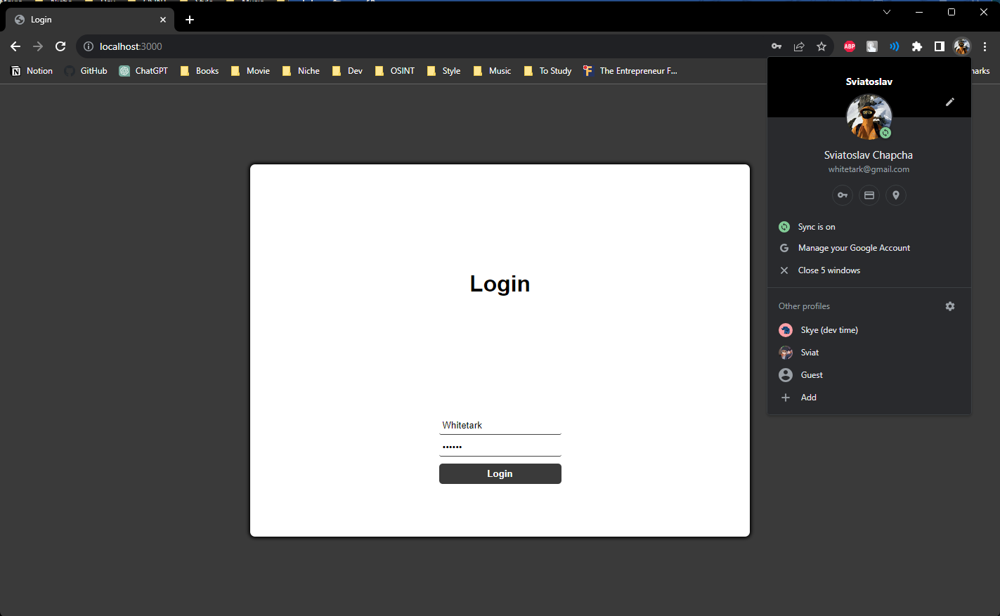 Login
localhost:3000
ABP
Notion GitHub ChatGPT Books Movie Niche Dev OSINT Style Music To Study The Entrepreneur F...
Sviatoslav
Sviatoslav Chapcha
whitetark@gmail.com
Sync is on
Manage your Google Account
Close 5 windows
Other profiles
Skye (dev time)
Sviat
Guest
Add
Login
Whitetark
••••••
Login